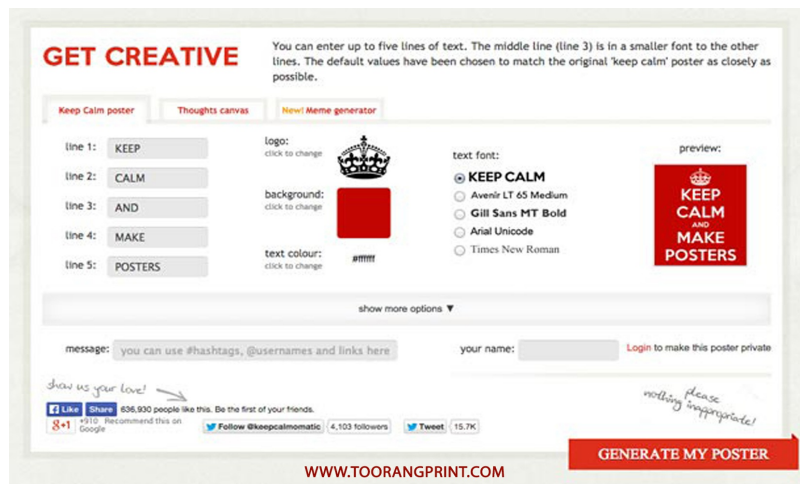 GET CREATIVE
You can enter up to five lines of text. The middle line (line 3) is in a smaller font to the other
lines. The default values have been chosen to match the original 'keep calm' poster as closely as
possible.
Keep Calm poster
Thoughts canvas
New! Meme generator
line 1: KEEP
line 2: CALM
line 3: AND
line 4: MAKE
line 5: POSTERS
logo:
click to change
background:
click to change
text colour:
click to change
#ffffff
text font:
KEEP CALM
Avenir LT 65 Medium
Gill Sans MT Bold
Arial Unicode
Times New Roman
preview:
KEEP
CALM
AND
MAKE
POSTERS
show more options ▼
message: you can use #hashtags, @usernames and links here
your name:
Login to make this poster private
show us your love!
Like Share 636,930 people like this. Be the first of your friends.
g+1 +910 Recommend this on
Google
Follow @keepcalmomatic 4,103 followers
Tweet 15.7K
please
nothing inappropriate!
GENERATE MY POSTER
WWW.TOORANGPRINT.COM